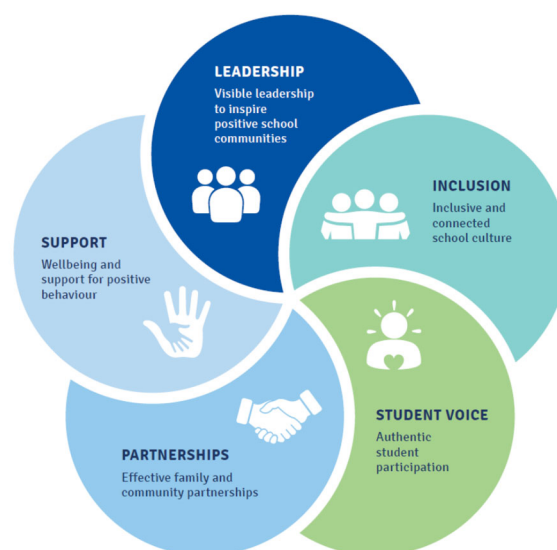 LEADERSHIP
Visible leadership
to inspire
positive school
communities
INCLUSION
Inclusive and
connected
school culture
STUDENT VOICE
Authentic
student
participation
PARTNERSHIPS
Effective family and
community partnerships
SUPPORT
Wellbeing and
support for positive
behaviour